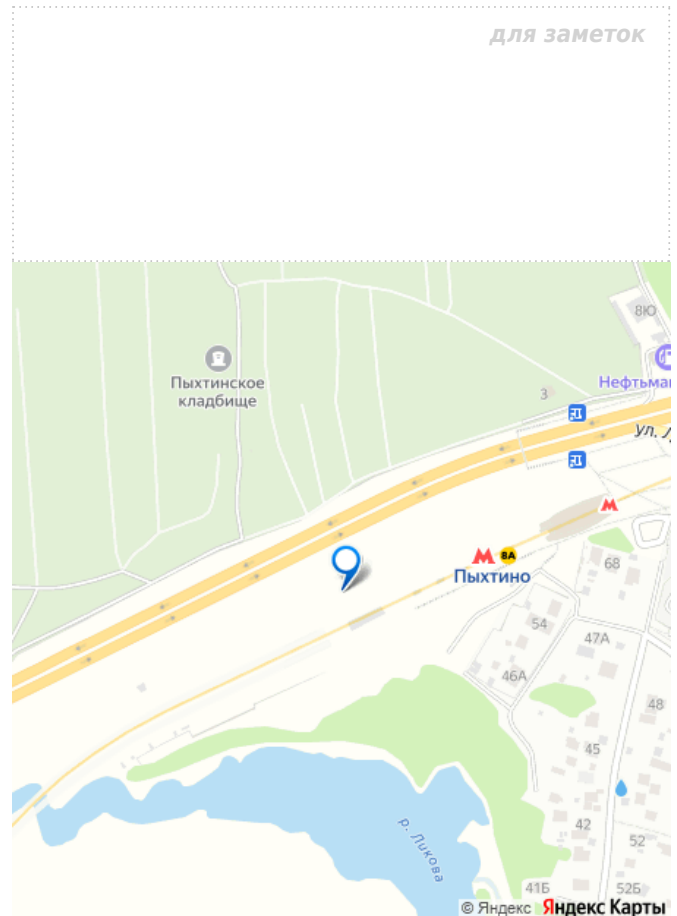 для заметок
8Ю
Пыхтинское
кладбище
Нефтьма
3
ул. Л
М
М 8А
Пыхтино
68
54
47А
46А
48
45
р. Ликова
42
52
41Б
52Б
© Яндекс Яндекс Карты